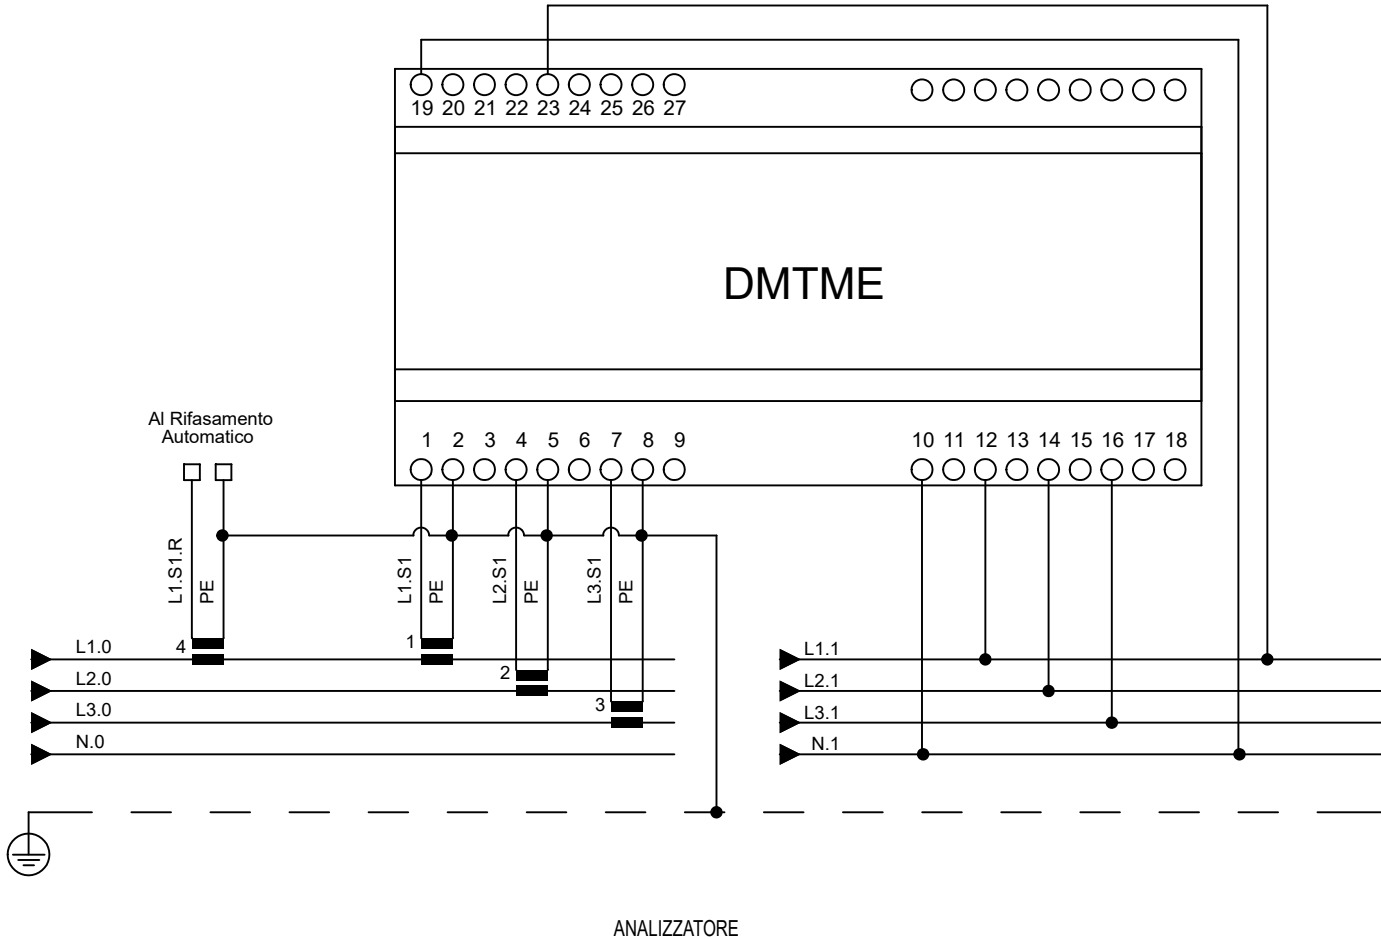 19 20 21 22 23 24 25 26 27
DMTME
Al Rifasamento
Automatico
1 2 3 4 5 6 7 8 9 10 11 12 13 14 15 16 17 18
L1.S1.R PE L1.S1 PE L2.S1 PE L3.S1 PE
L1.0 4 1 L1.1
L2.0 2 L2.1
L3.0 3 L3.1
N.0 N.1
ANALIZZATORE